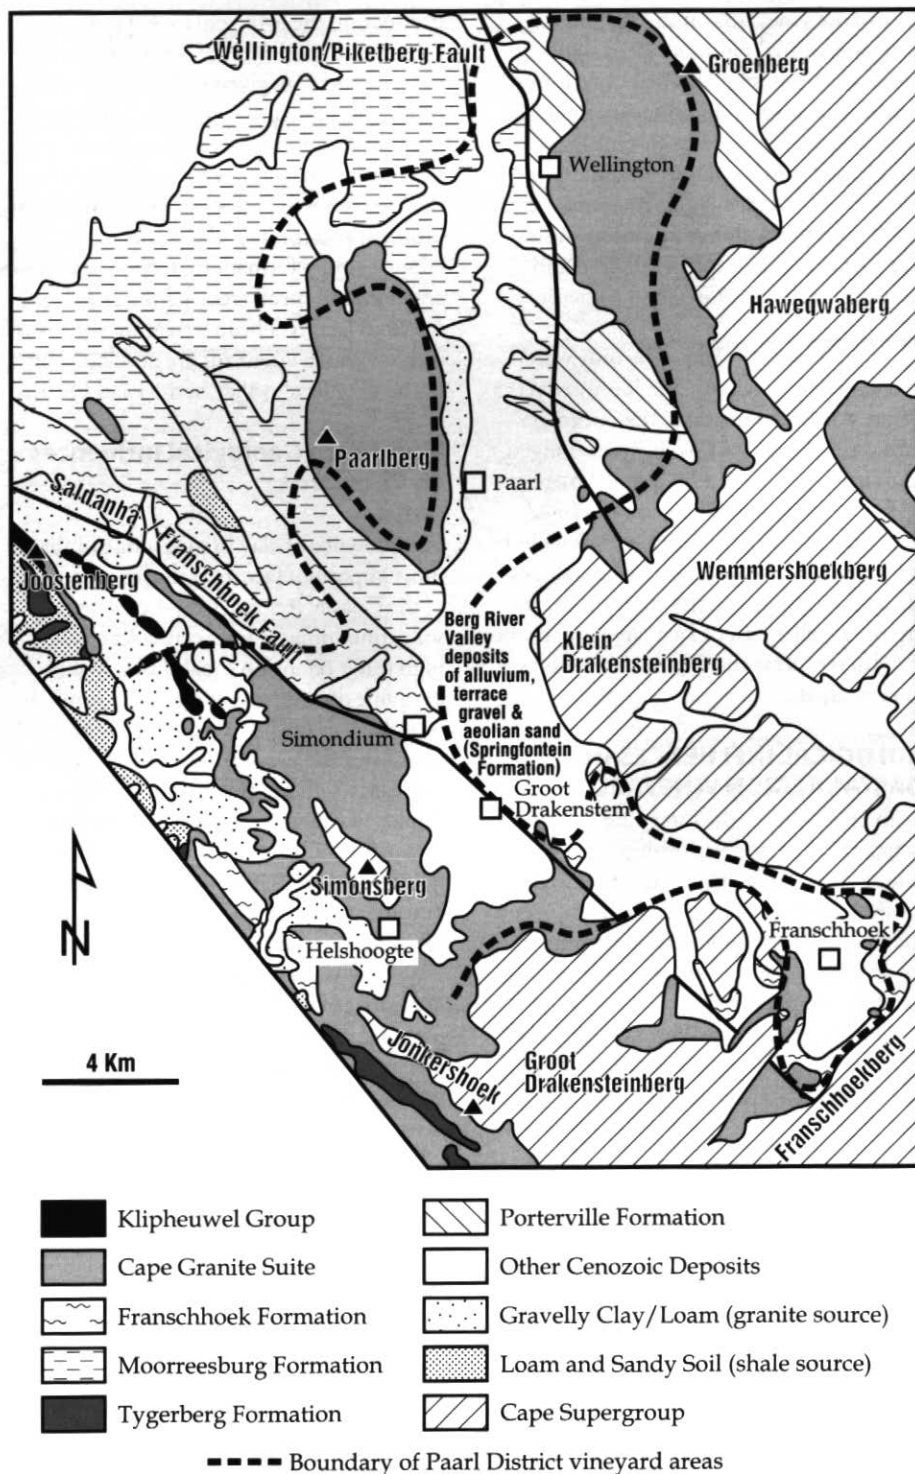 Wellington/Piketberg Fault
Groenberg
Wellington
Haweqwaberg
Paarlberg
Paarl
Saldanha / Franschhoek Fault
Joostenberg
Wemmershoekberg
Berg River
Valley
deposits
of alluvium,
terrace
gravel &
aeolian sand
(Springfontein
Formation)
Klein
Drakensteinberg
Simondium
Groot
Drakenstem
Simonsberg
Helshoogte
Franschhoek
N
4 Km
Jonkershoek
Groot
Drakensteinberg
Franschhoekberg
Klipheuwel Group
Cape Granite Suite
Franschhoek Formation
Moorreesburg Formation
Tygerberg Formation
Porterville Formation
Other Cenozoic Deposits
Gravelly Clay/Loam (granite source)
Loam and Sandy Soil (shale source)
Cape Supergroup
Boundary of Paarl District vineyard areas